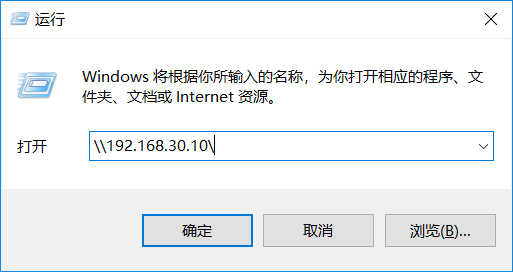 运行
Windows 将根据你所输入的名称，为你打开相应的程序、文
件夹、文档或 Internet 资源。
打开 \\192.168.30.10\
确定 取消 浏览(B)...